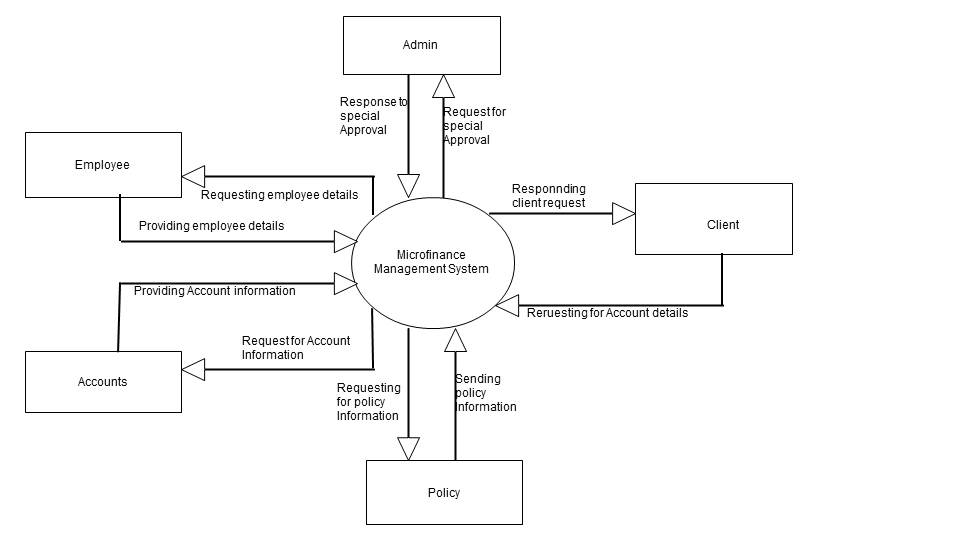 Admin
Response to
special
Approval
Request for
special
Approval
Employee
Requesting employee details
Responnding
client request
Client
Providing employee details
Microfinance
Management System
Providing Account information
Reruesting for Account details
Request for Account
Information
Accounts
Requesting
for policy
Information
Sending
policy
Information
Policy